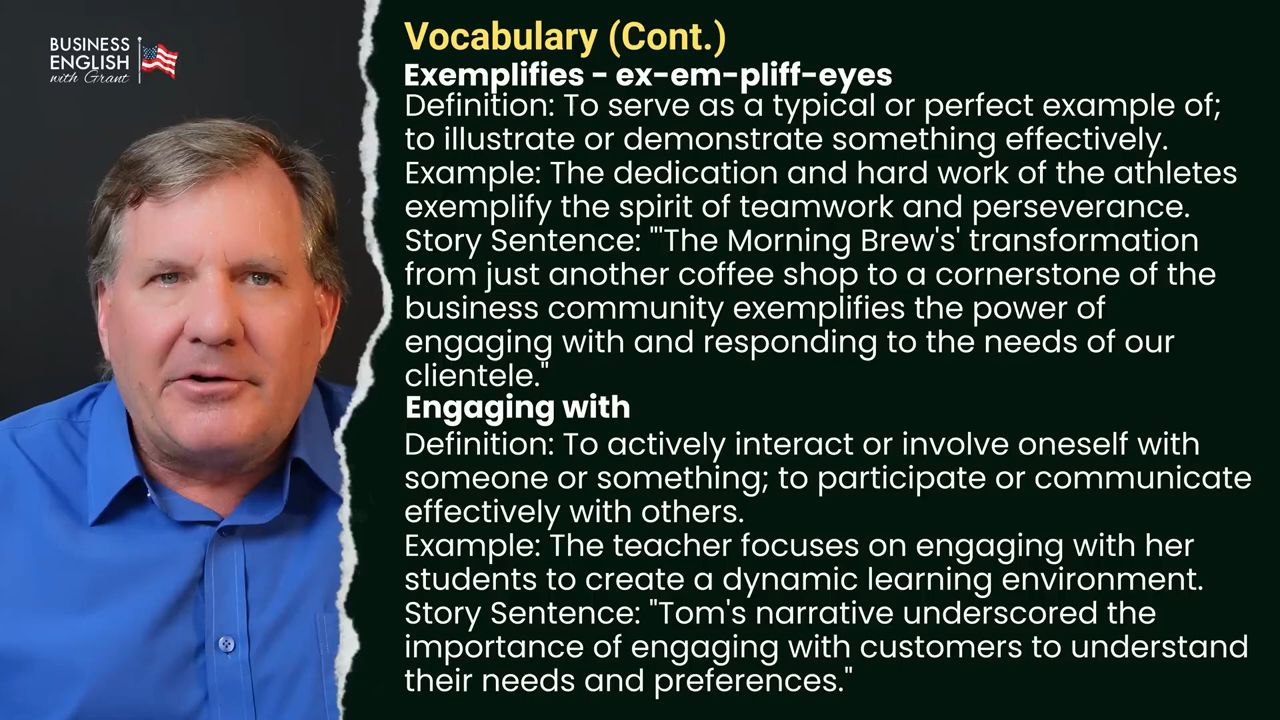 BUSINESS
ENGLISH
with Grant
Vocabulary (Cont.)
Exemplifies - ex-em-pliff-eyes
Definition: To serve as a typical or perfect example of;
to illustrate or demonstrate something effectively.
Example: The dedication and hard work of the athletes
exemplify the spirit of teamwork and perseverance.
Story Sentence: "'The Morning Brew's' transformation
from just another coffee shop to a cornerstone of the
business community exemplifies the power of
engaging with and responding to the needs of our
clientele."
Engaging with
Definition: To actively interact or involve oneself with
someone or something; to participate or communicate
effectively with others.
Example: The teacher focuses on engaging with her
students to create a dynamic learning environment.
Story Sentence: "Tom's narrative underscored the
importance of engaging with customers to understand
their needs and preferences."